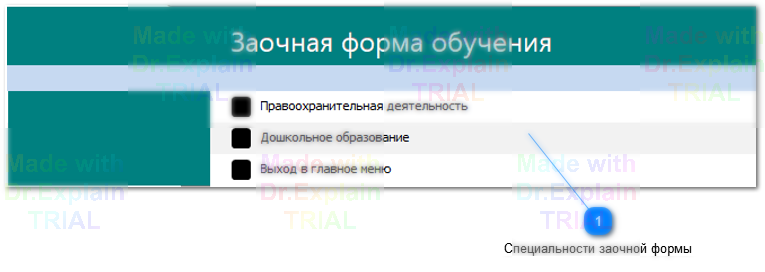 Заочная форма обучения
Правоохранительная деятельность
Дошкольное образование
Выход в главное меню
1
Специальности заочной формы
Made with
Dr.Explain
TRIAL
Made with
Dr.Explain
TRIAL
Made with
Dr.Explain
TRIAL
Made with
Dr.Explain
TRIAL
Made with
Dr.Explain
TRIAL
Made with
Dr.Explain
TRIAL